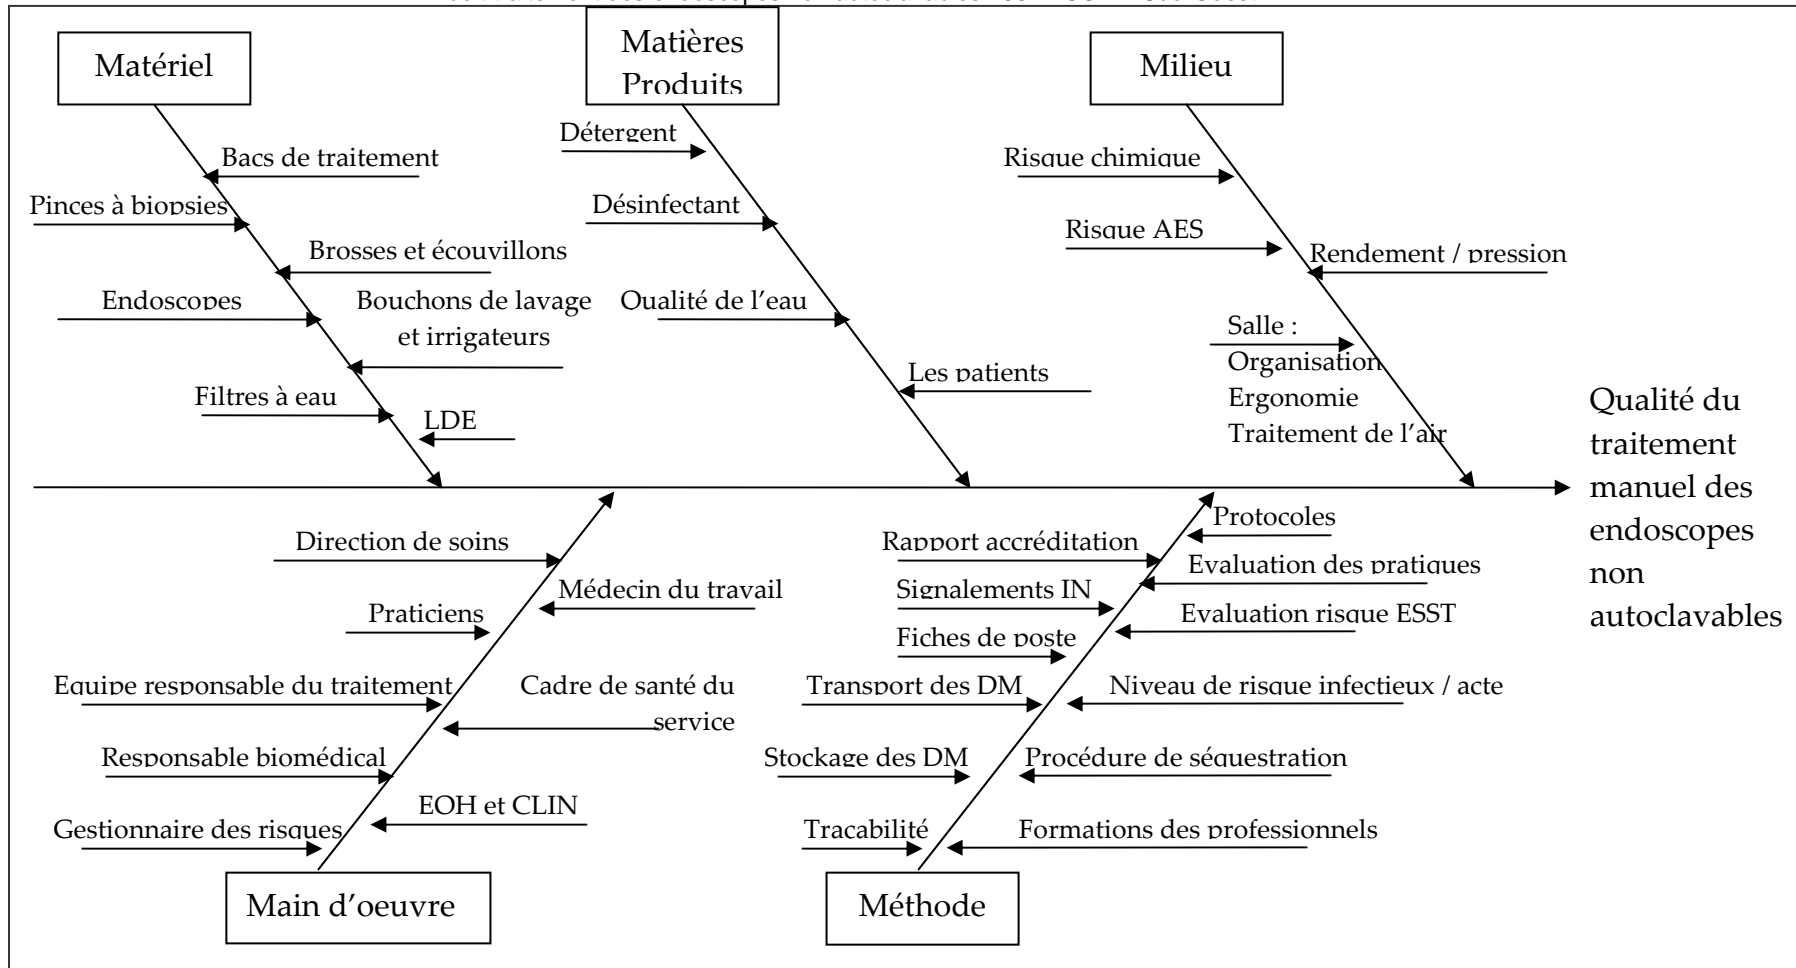 Matériel
Matières
Produits
Milieu
Bacs de traitement
Pinces à biopsies
Brosses et écouvillons
Endoscopes
Bouchons de lavage
et irrigateurs
Filtres à eau
LDE
Détergent
Désinfectant
Qualité de l’eau
Les patients
Risque chimique
Risque AES
Rendement / pression
Salle :
Organisation
Ergonomie
Traitement de l’air
Qualité du
traitement
manuel des
endoscopes
non
autoclavables
Direction de soins
Médecin du travail
Praticiens
Equipe responsable du traitement
Cadre de santé du
service
Responsable biomédical
EOH et CLIN
Gestionnaire des risques
Main d’oeuvre
Protocoles
Rapport accréditation
Evaluation des pratiques
Signalements IN
Evaluation risque ESST
Fiches de poste
Transport des DM
Niveau de risque infectieux / acte
Stockage des DM
Procédure de séquestration
Traçabilité
Formations des professionnels
Méthode